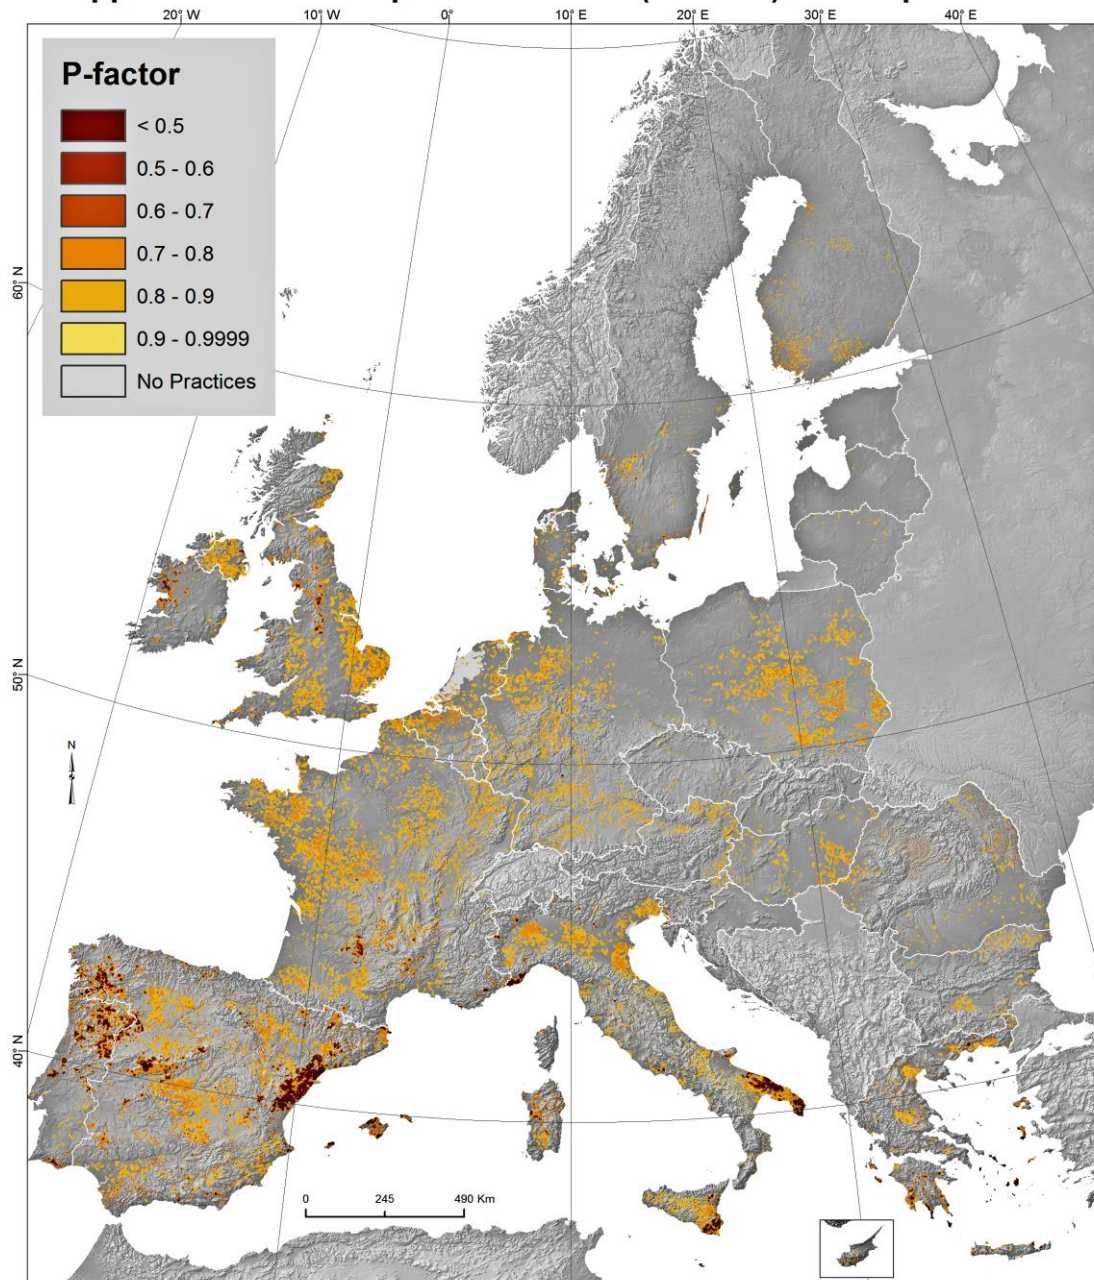 20°W 10°W 0° 10° E 20°E 30°E 40°E
P-factor
< 0.5
0.5 - 0.6
0.6 - 0.7
0.7 - 0.8
0.8 - 0.9
0.9 - 0.9999
No Practices
60° N
50° N
N
40° N
0 245 490 Km